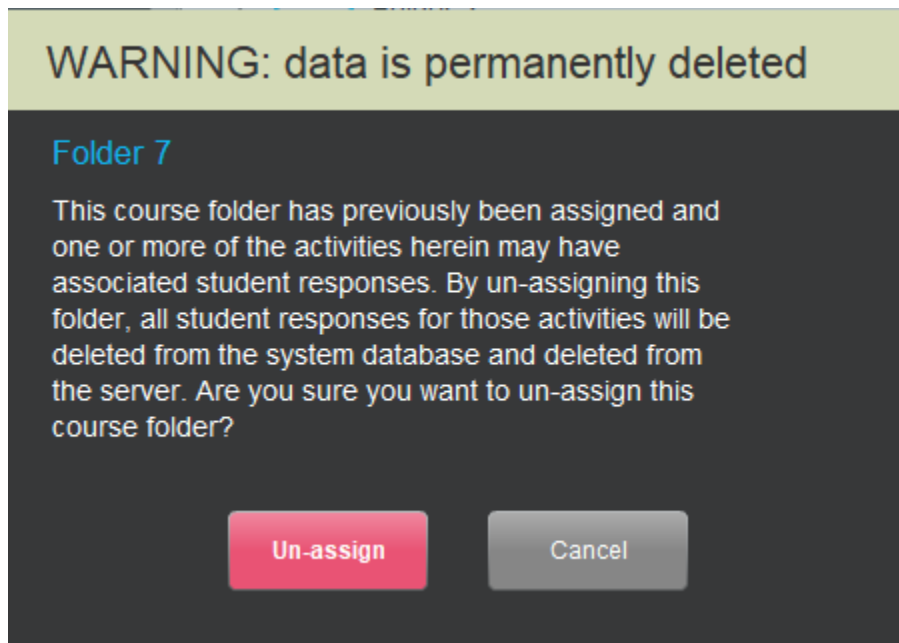 WARNING: data is permanently deleted
Folder 7
This course folder has previously been assigned and
one or more of the activities herein may have
associated student responses. By un-assigning this
folder, all student responses for those activities will be
deleted from the system database and deleted from
the server. Are you sure you want to un-assign this
course folder?
Un-assign
Cancel